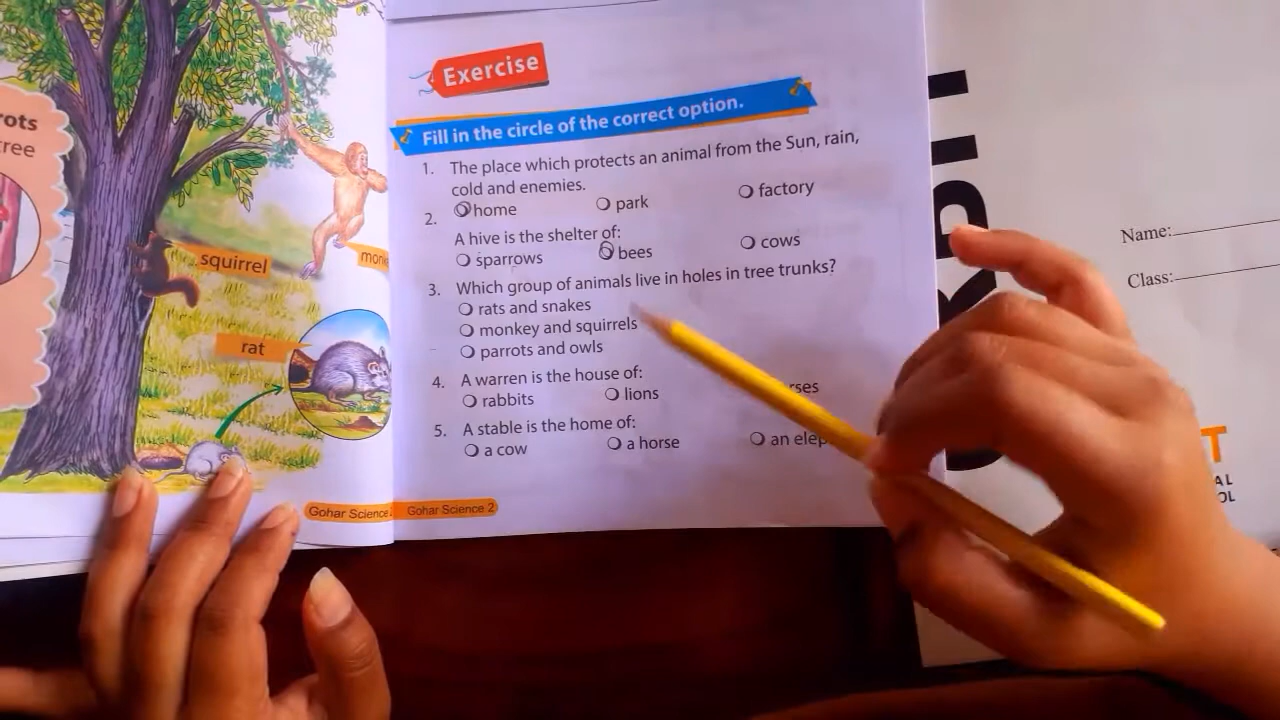 rots
ree
squirrel
rat
Gohar Science
Exercise
Fill in the circle of the correct option.
1. The place which protects an animal from the Sun, rain,
cold and enemies.
home park factory
2.
A hive is the shelter of:
sparrows bees cows
3. Which group of animals live in holes in tree trunks?
rats and snakes
monkey and squirrels
parrots and owls
4. A warren is the house of:
rabbits lions rses
5. A stable is the home of:
a cow a horse an elep
Gohar Science 2
Name:
Class:
T
AL
OL